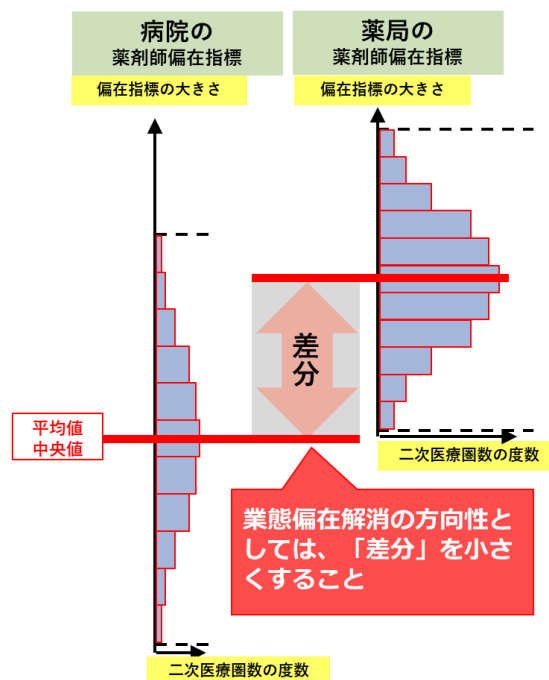 病院の
薬剤師偏在指標
偏在指標の大きさ
薬局の
薬剤師偏在指標
偏在指標の大きさ
差分
平均値
中央値
二次医療圏数の度数
業態偏在解消の方向性と
しては、「差分」を小さ
くすること
二次医療圏数の度数